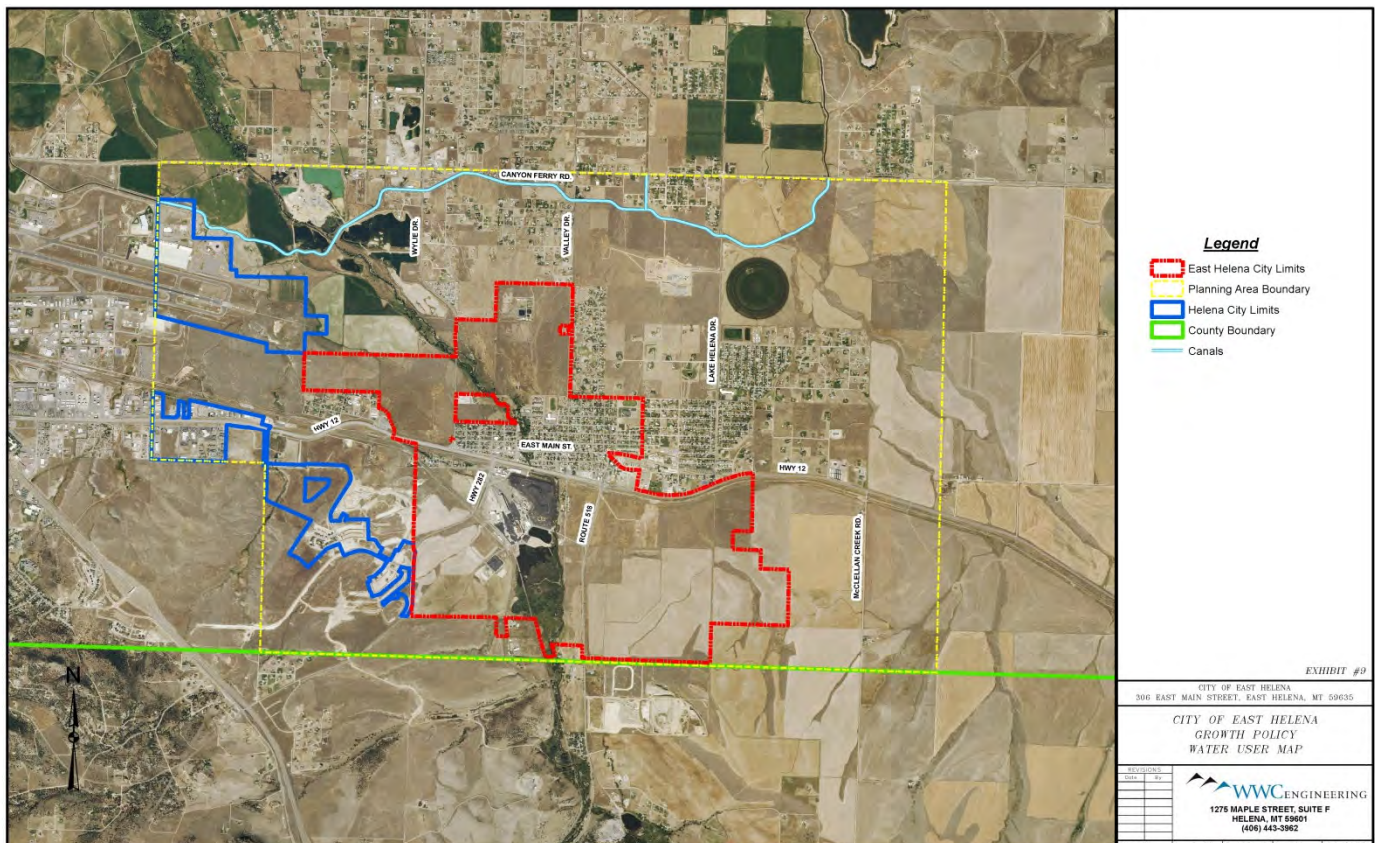 CANYON FERRY RD.
WYLIE DR.
VALLEY DR.
LAKE HELENA DR.
HWY 12
EAST MAIN ST.
HWY 282
HWY 12
ROUTE 518
McCLELLAN CREEK RD.
N
Legend
East Helena City Limits
Planning Area Boundary
Helena City Limits
County Boundary
Canals
EXHIBIT #9
CITY OF EAST HELENA
306 EAST MAIN STREET, EAST HELENA, MT 59635
CITY OF EAST HELENA
GROWTH POLICY
WATER USER MAP
REVISIONS
Date By
WWC ENGINEERING
1275 MAPLE STREET, SUITE F
HELENA, MT 59601
(406) 443-3962